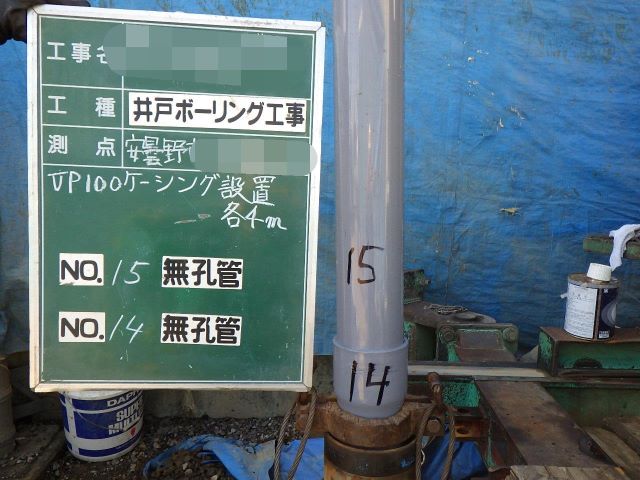 工事名
工種 井戸ボーリング工事
測点 安曇野
VP100ケーシング設置
各4m
NO. 15 無孔管
NO. 14 無孔管
15
14